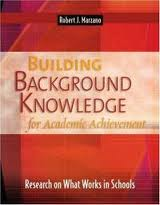 Robert J. Marzano
BUILDING
BACKGROUND
KNOWLEDGE
for Academic Achievement
Research on What Works in Schools